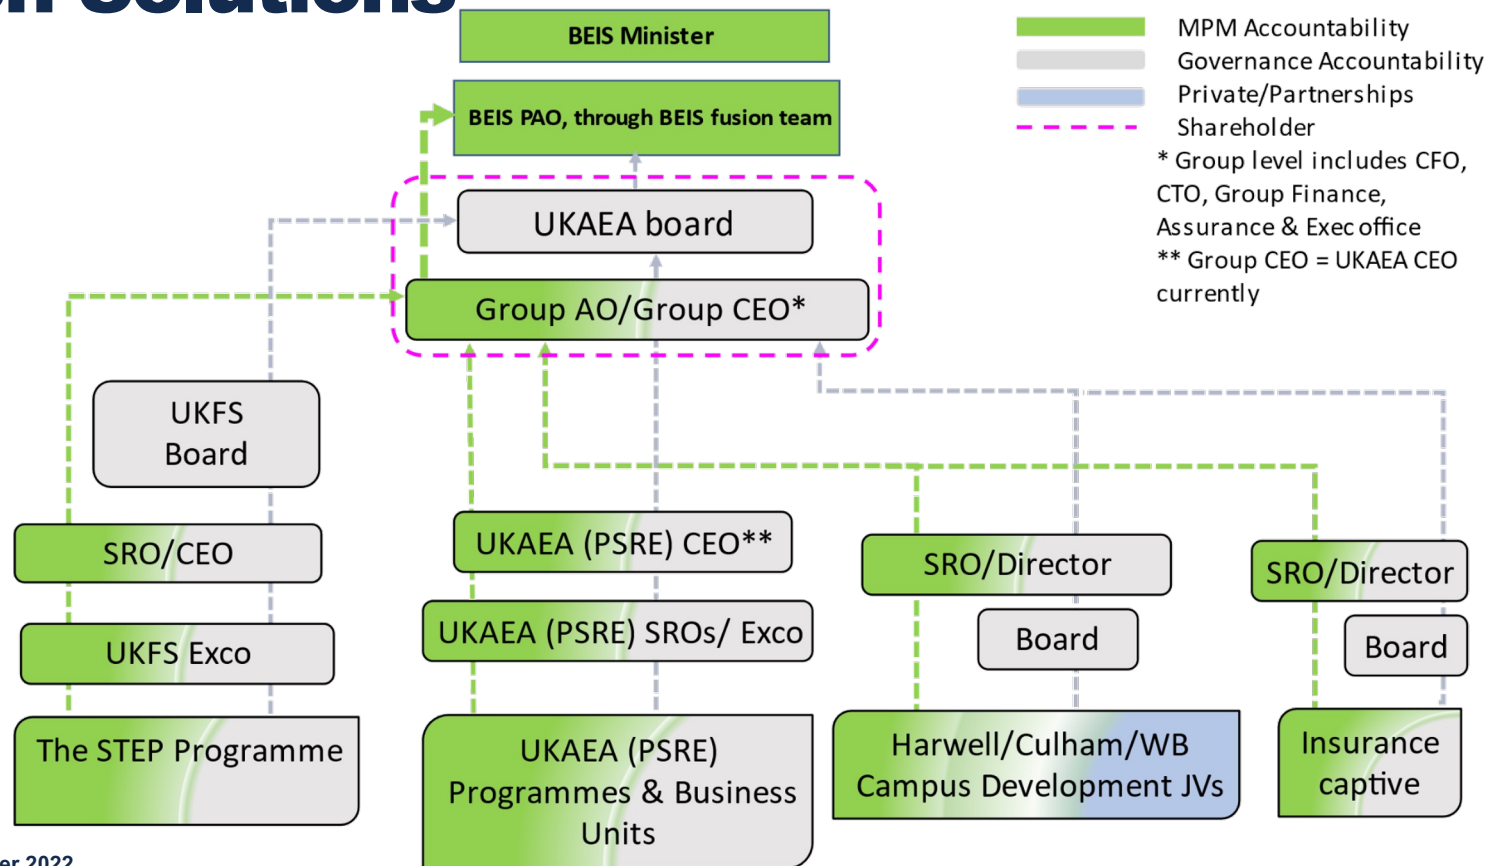 Solutions
BEIS Minister
BEIS PAO, through BEIS fusion team
UKAEA board
Group AO/Group CEO*
MPM Accountability
Governance Accountability
Private/Partnerships
Shareholder
* Group level includes CFO,
CTO, Group Finance,
Assurance & Exec office
** Group CEO = UKAEA CEO
currently
UKFS
Board
SRO/CEO
UKFS Exco
The STEP Programme
UKAEA (PSRE) CEO**
UKAEA (PSRE) SROs/ Exco
UKAEA (PSRE)
Programmes & Business
Units
SRO/Director
Board
Harwell/Culham/WB
Campus Development JVs
SRO/Director
Board
Insurance
captive
2022